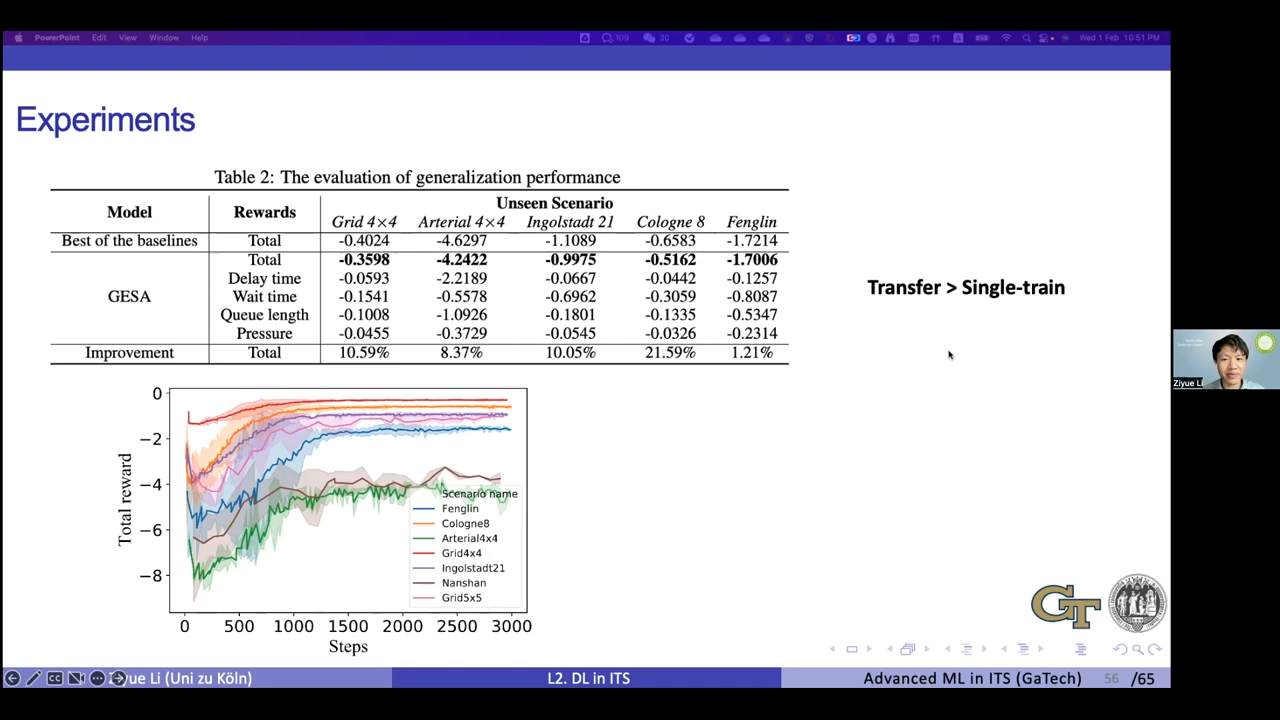 PowerPoint Edit View Window Help 109 30 Wed 1 Feb 10:51 PM
Experiments
Table 2: The evaluation of generalization performance
Model Rewards Unseen Scenario
Grid 4×4 Arterial 4×4 Ingolstadt 21 Cologne 8 Fenglin
Best of the baselines Total -0.4024 -4.6297 -1.1089 -0.6583 -1.7214
GESA Total -0.3598 -4.2422 -0.9975 -0.5162 -1.7006
Delay time -0.0593 -2.2189 -0.0667 -0.0442 -0.1257
Wait time -0.1541 -0.5578 -0.6962 -0.3059 -0.8087
Queue length -0.1008 -1.0926 -0.1801 -0.1335 -0.5347
Pressure -0.0455 -0.3729 -0.0545 -0.0326 -0.2314
Improvement Total 10.59% 8.37% 10.05% 21.59% 1.21%
Transfer > Single-train
Ziyue Li
0
−2
−4
−6
−8
Total reward
Scenario name
Fenglin
Cologne8
Arterial4x4
Grid4x4
Ingolstadt21
Nanshan
Grid5x5
0 500 1000 1500 2000 2500 3000
Steps
GT
yue Li (Uni zu Köln) L2. DL in ITS Advanced ML in ITS (GaTech) 56 /65